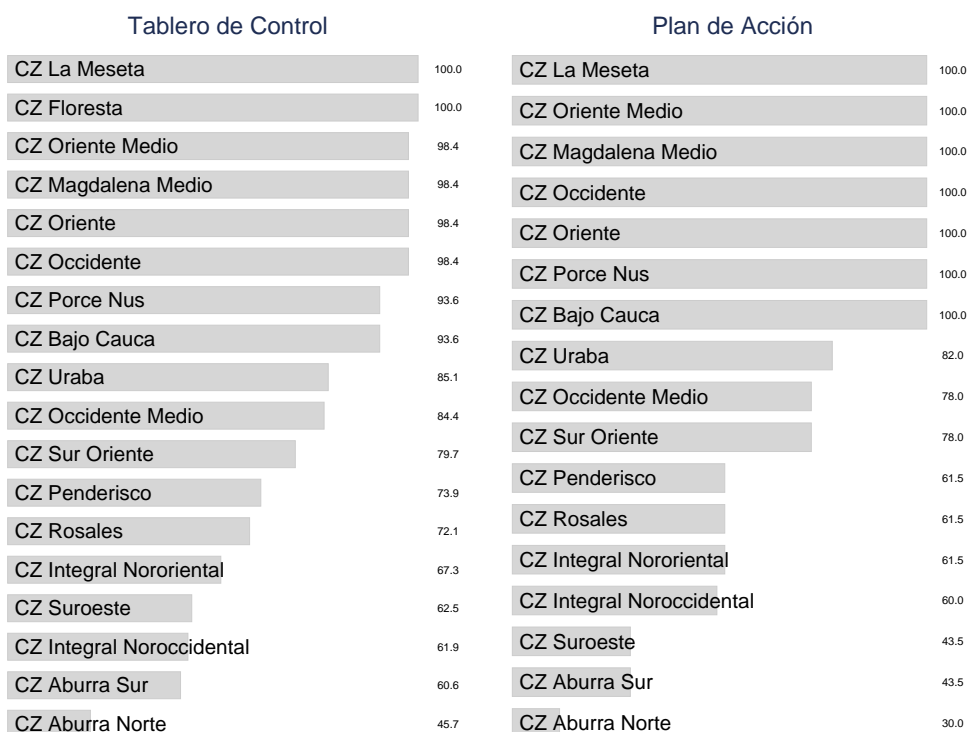 Tablero de Control
CZ La Meseta 100.0
CZ Floresta 100.0
CZ Oriente Medio 98.4
CZ Magdalena Medio 98.4
CZ Oriente 98.4
CZ Occidente 98.4
CZ Porce Nus 93.6
CZ Bajo Cauca 93.6
CZ Uraba 85.1
CZ Occidente Medio 84.4
CZ Sur Oriente 79.7
CZ Penderisco 73.9
CZ Rosales 72.1
CZ Integral Nororiental 67.3
CZ Suroeste 62.5
CZ Integral Noroccidental 61.9
CZ Aburra Sur 60.6
CZ Aburra Norte 45.7
Plan de Acción
CZ La Meseta 100.0
CZ Oriente Medio 100.0
CZ Magdalena Medio 100.0
CZ Occidente 100.0
CZ Oriente 100.0
CZ Porce Nus 100.0
CZ Bajo Cauca 100.0
CZ Uraba 82.0
CZ Occidente Medio 78.0
CZ Sur Oriente 78.0
CZ Penderisco 61.5
CZ Rosales 61.5
CZ Integral Nororiental 61.5
CZ Integral Noroccidental 60.0
CZ Suroeste 43.5
CZ Aburra Sur 43.5
CZ Aburra Norte 30.0